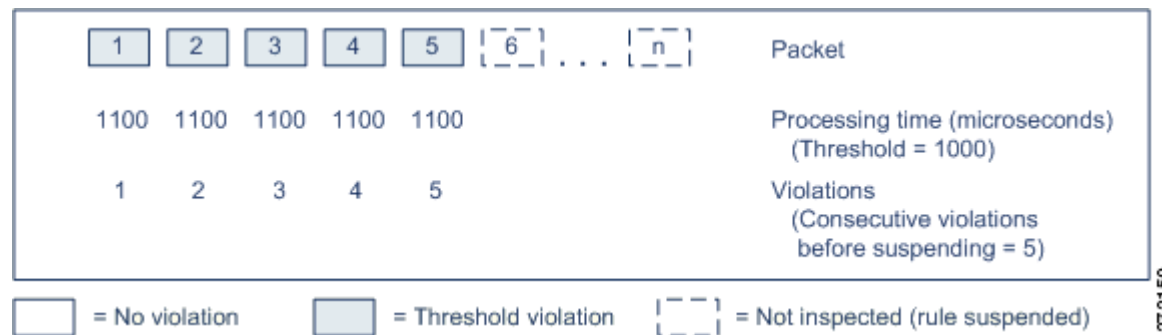 1 2 3 4 5 6 . . . n Packet
1100 1100 1100 1100 1100 Processing time (microseconds)
(Threshold = 1000)
1 2 3 4 5 Violations
(Consecutive violations
before suspending = 5)
= No violation = Threshold violation = Not inspected (rule suspended)